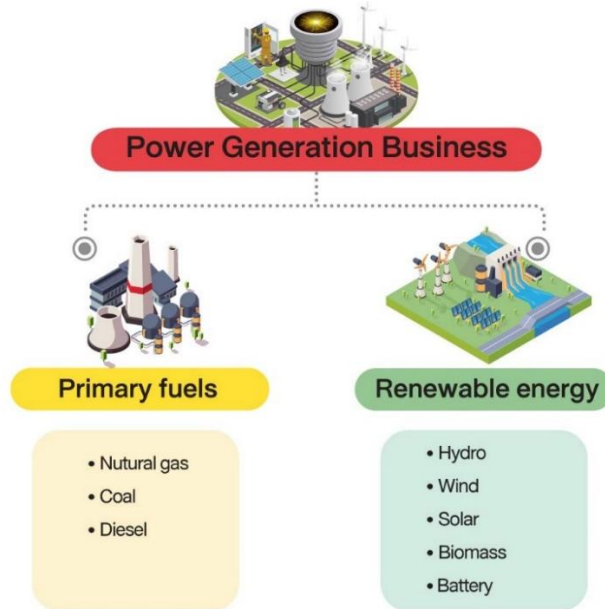 Power Generation Business
Primary fuels
• Nutural gas
• Coal
• Diesel
Renewable energy
• Hydro
• Wind
• Solar
• Biomass
• Battery